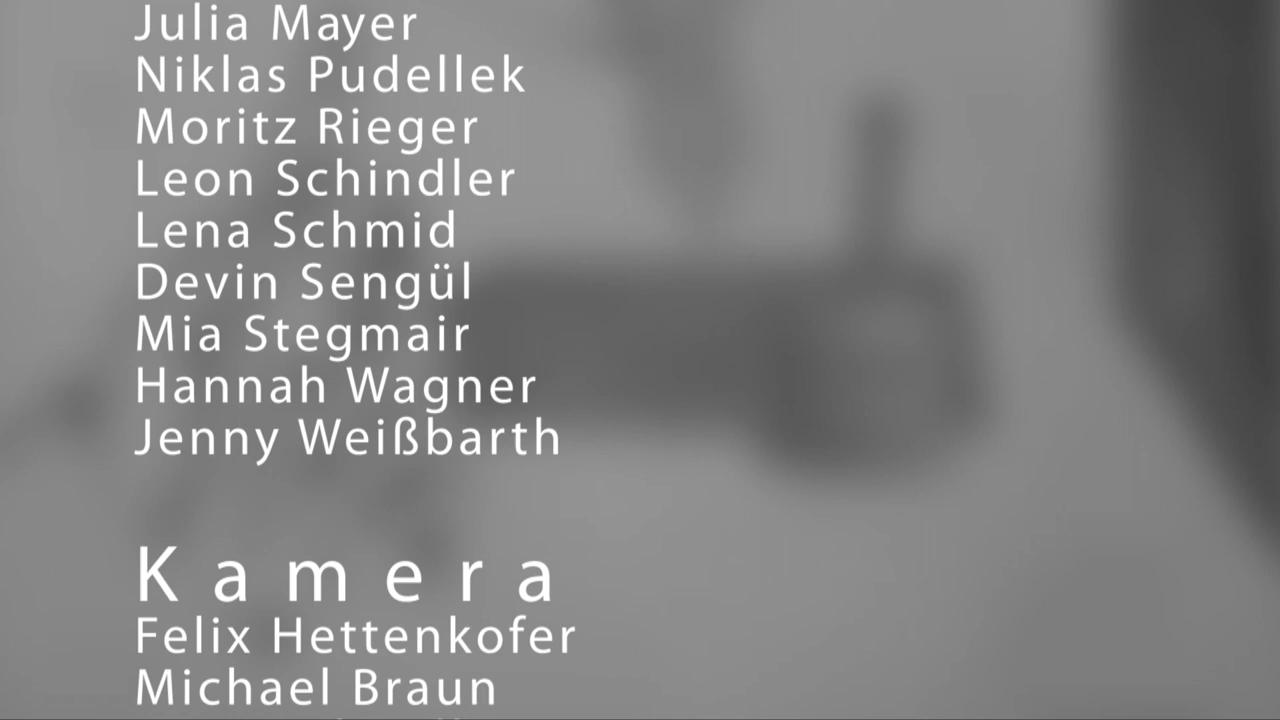 Julia Mayer
Niklas Pudellek
Moritz Rieger
Leon Schindler
Lena Schmid
Devin Sengül
Mia Stegmair
Hannah Wagner
Jenny Weißbarth
Kamera
Felix Hettenkofer
Michael Braun